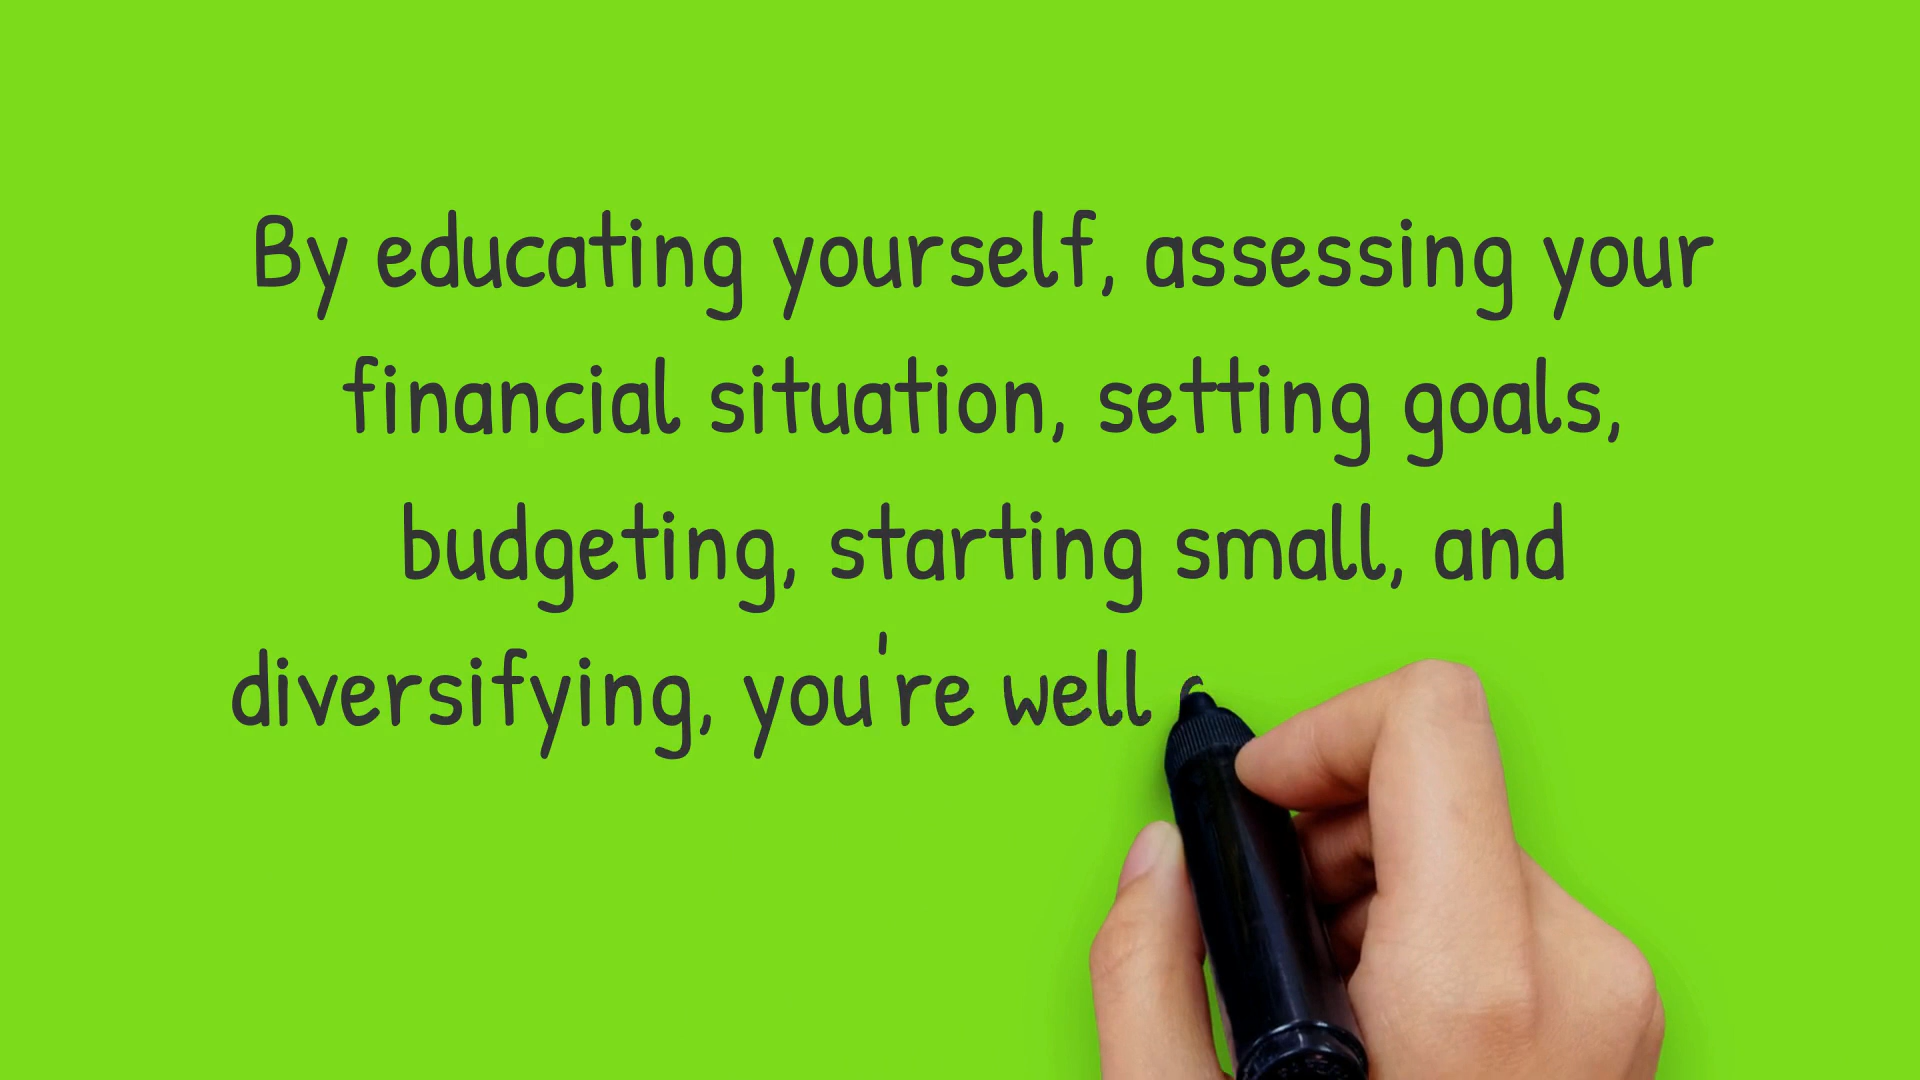 By educating yourself, assessing your
financial situation, setting goals,
budgeting, starting small, and
diversifying, you're well